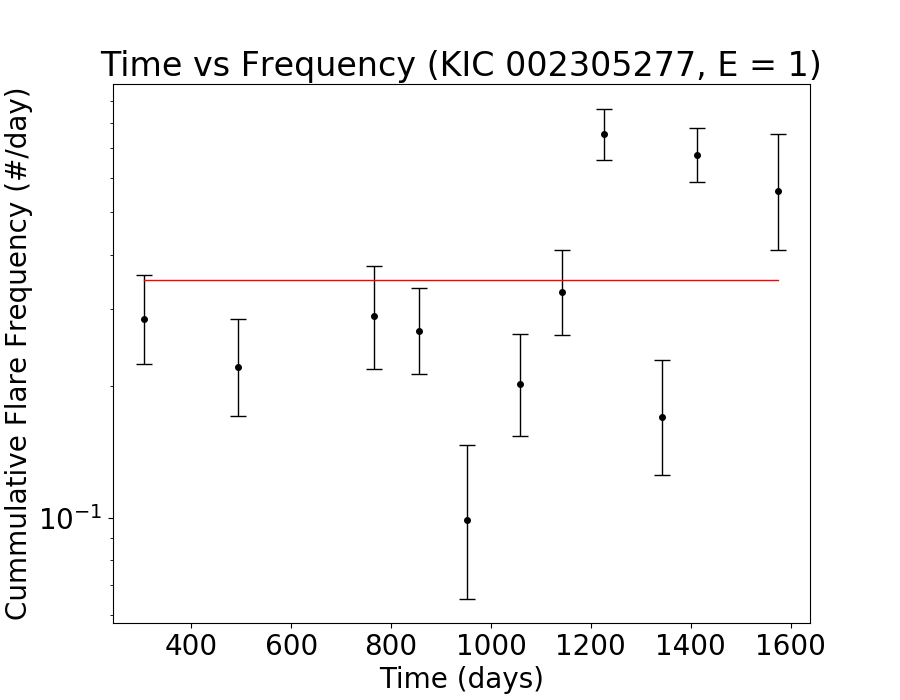 Time vs Frequency (KIC 002305277, E = 1)
Cummulative Flare Frequency (#/day)
10⁻¹
400 600 800 1000 1200 1400 1600
Time (days)